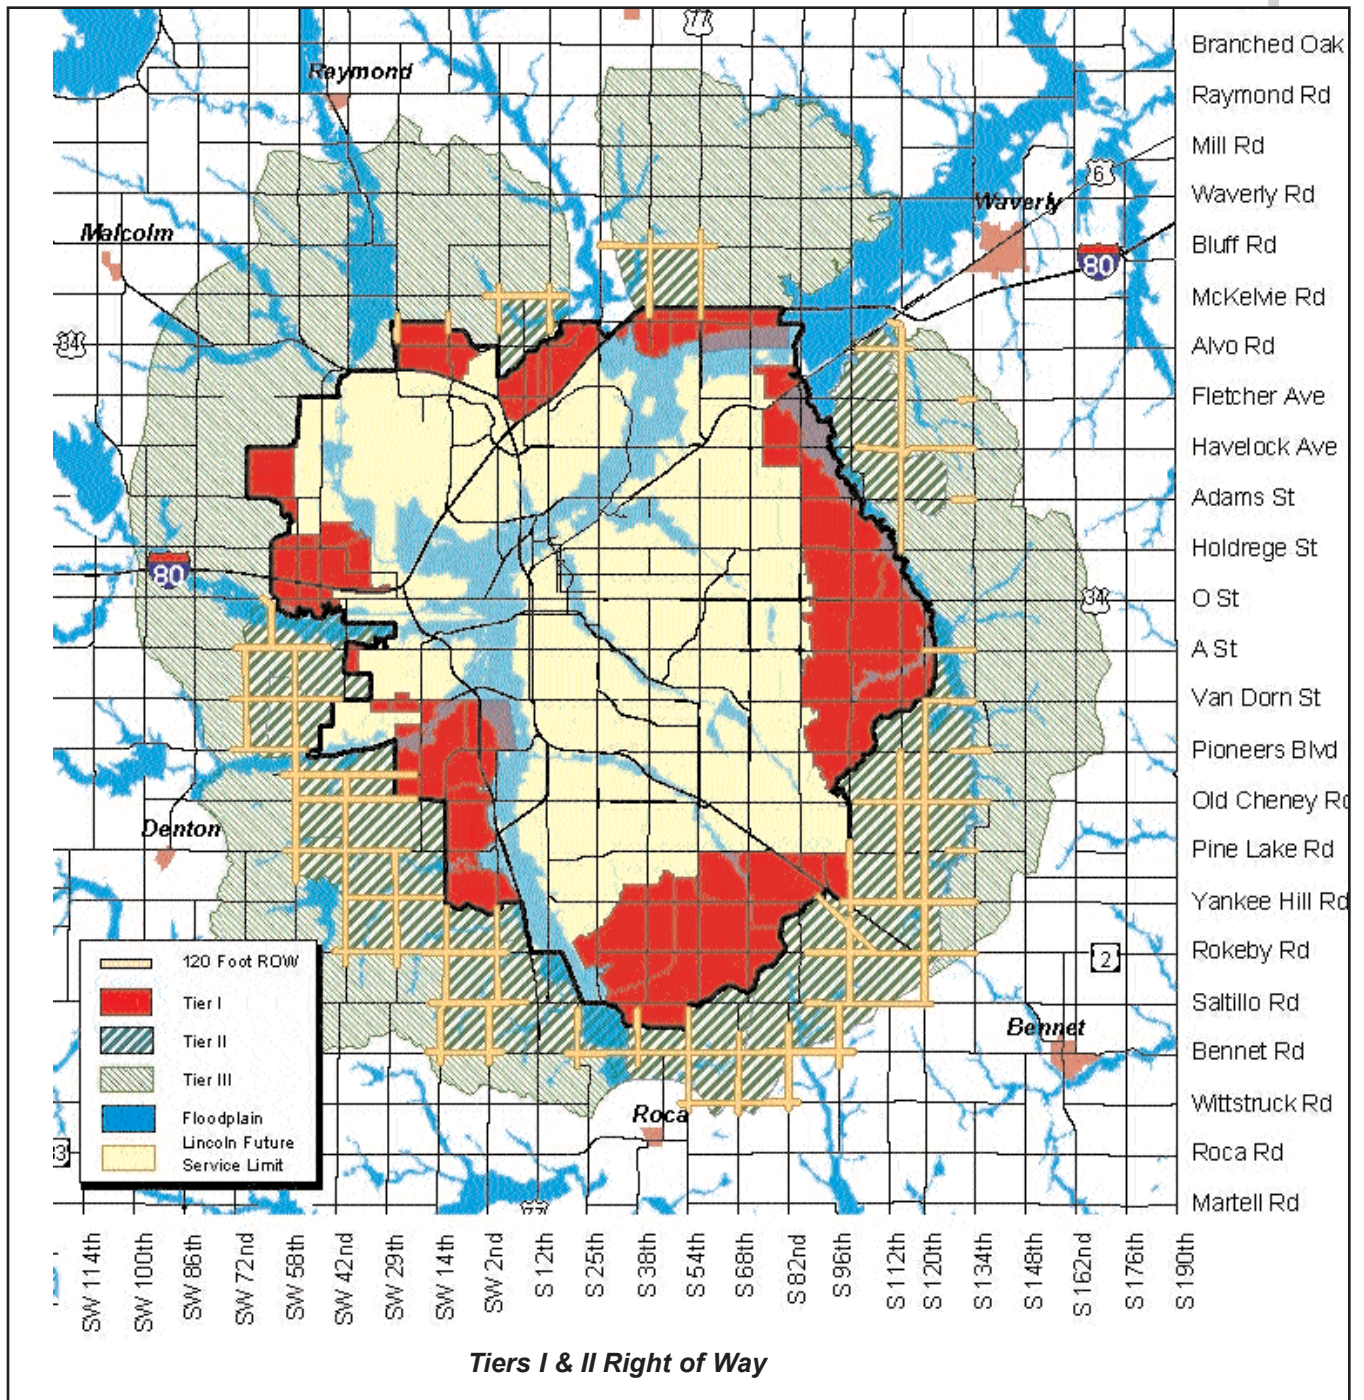 77
Branched Oak
Raymond
Raymond Rd
Mill Rd
6
Waverly Rd
Waverly
Malcolm
Bluff Rd
80
McKelvie Rd
34
Alvo Rd
Fletcher Ave
Havelock Ave
Adams St
Holdrege St
80
O St
34
A St
Van Dorn St
Pioneers Blvd
Old Cheney Rd
Denton
Pine Lake Rd
Yankee Hill Rd
Rokeby Rd
2
120 Foot ROW
Tier I
Saltillo Rd
Bennet
Tier II
Bennet Rd
Tier III
Wittstruck Rd
Roca
Floodplain
Lincoln Future
Service Limit
Roca Rd
Martell Rd
SW 114th
SW 100th
SW 86th
SW 72nd
SW 58th
SW 42nd
SW 29th
SW 14th
SW 2nd
S 12th
S 25th
S 38th
S 54th
S 68th
S 82nd
S 96th
S 112th
S 120th
S 134th
S 148th
S 162nd
S 176th
S 190th
Tiers I & II Right of Way